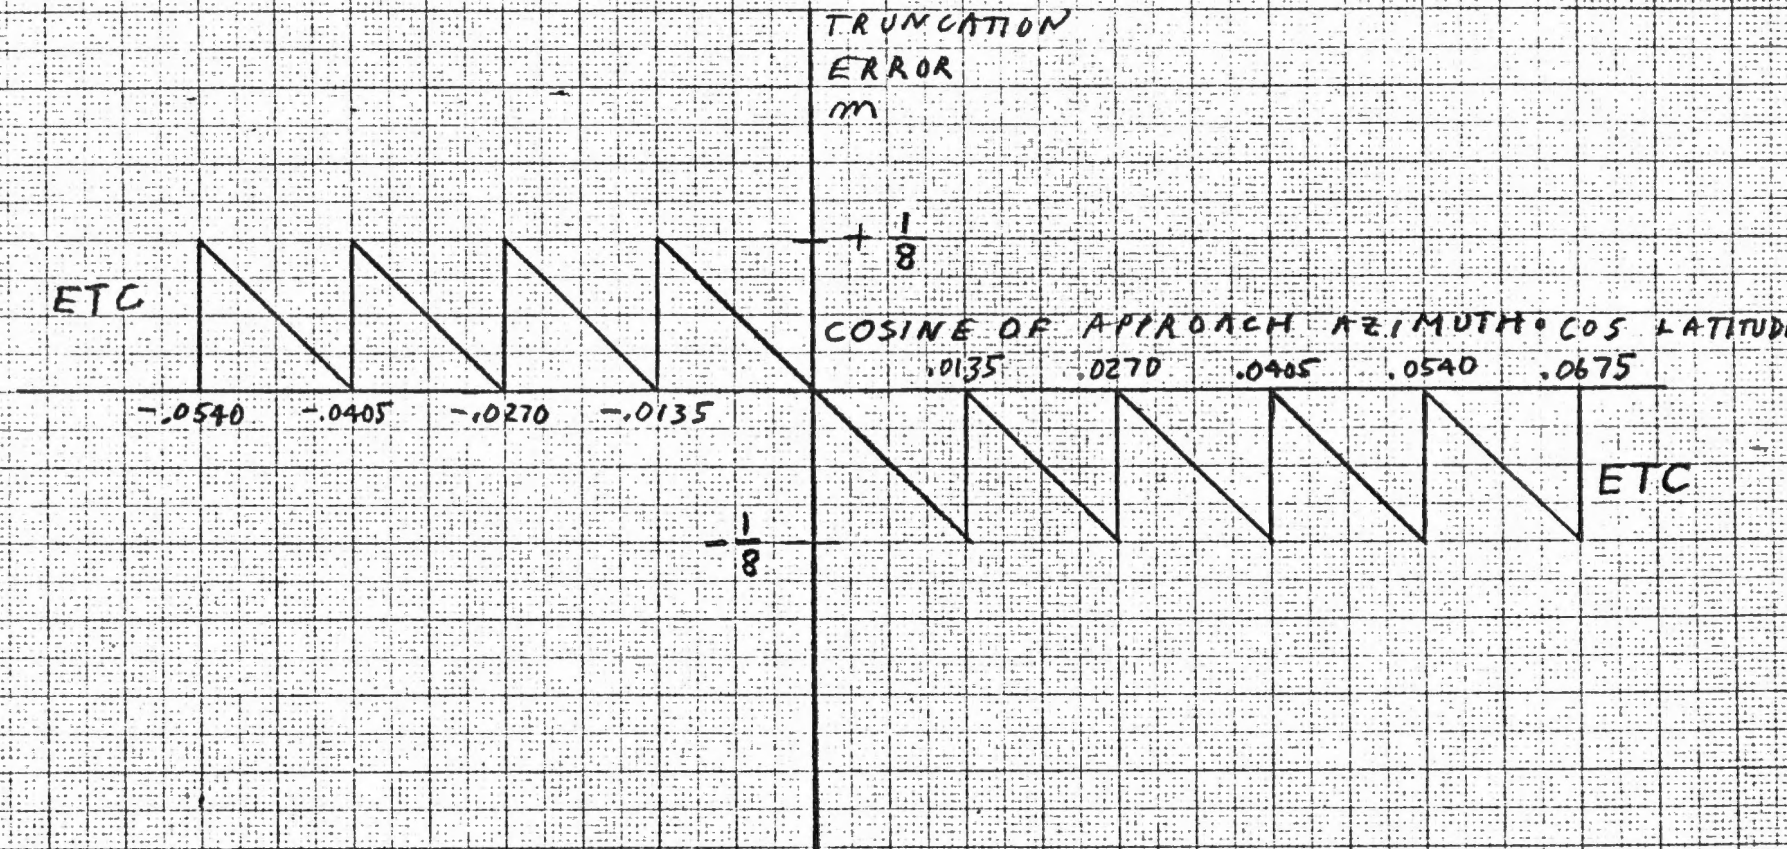 TRUNCATION
ERROR
m
+ 1/8
ETC
COSINE OF APPROACH AZIMUTH • COS LATITUDE
.0135 .0270 .0405 .0540 .0675
-.0540 -.0405 -.0270 -.0135
ETC
- 1/8